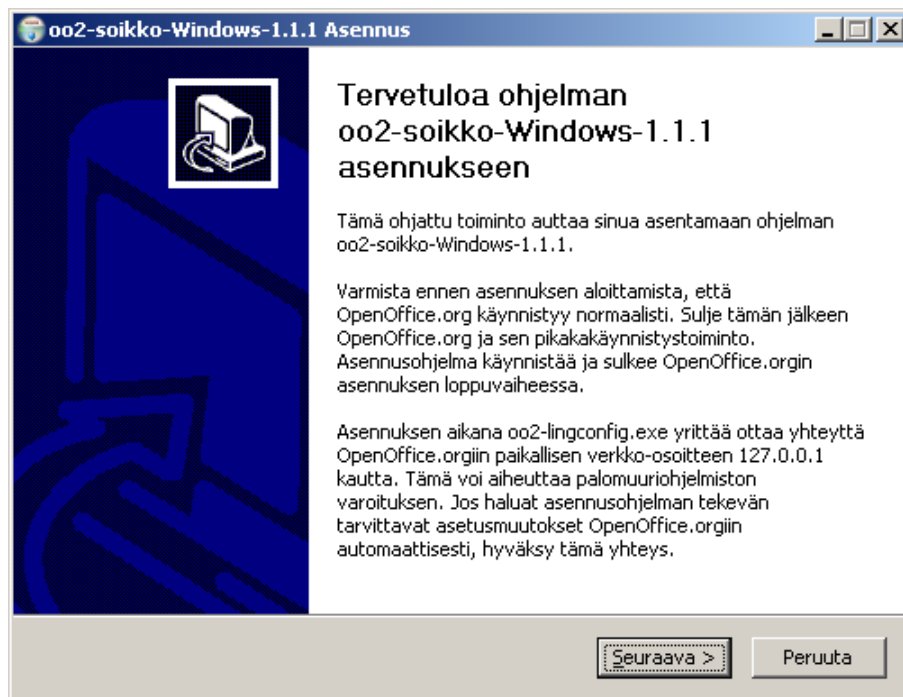 oo2-soikko-Windows-1.1.1 Asennus
Tervetuloa ohjelman
oo2-soikko-Windows-1.1.1
asennukseen
Tämä ohjattu toiminto auttaa sinua asentamaan ohjelman
oo2-soikko-Windows-1.1.1.
Varmista ennen asennuksen aloittamista, että
OpenOffice.org käynnistyy normaalisti. Sulje tämän jälkeen
OpenOffice.org ja sen pikakakäynnistystoiminto.
Asennusohjelma käynnistää ja sulkee OpenOffice.orgin
asennuksen loppuvaiheessa.
Asennuksen aikana oo2-lingconfig.exe yrittää ottaa yhteyttä
OpenOffice.orgiin paikallisen verkko-osoitteen 127.0.0.1
kautta. Tämä voi aiheuttaa palomuuriohjelmiston
varoituksen. Jos haluat asennusohjelman tekevän
tarvittavat asetusmuutokset OpenOffice.orgiin
automaattisesti, hyväksy tämä yhteys.
Seuraava >
Peruuta